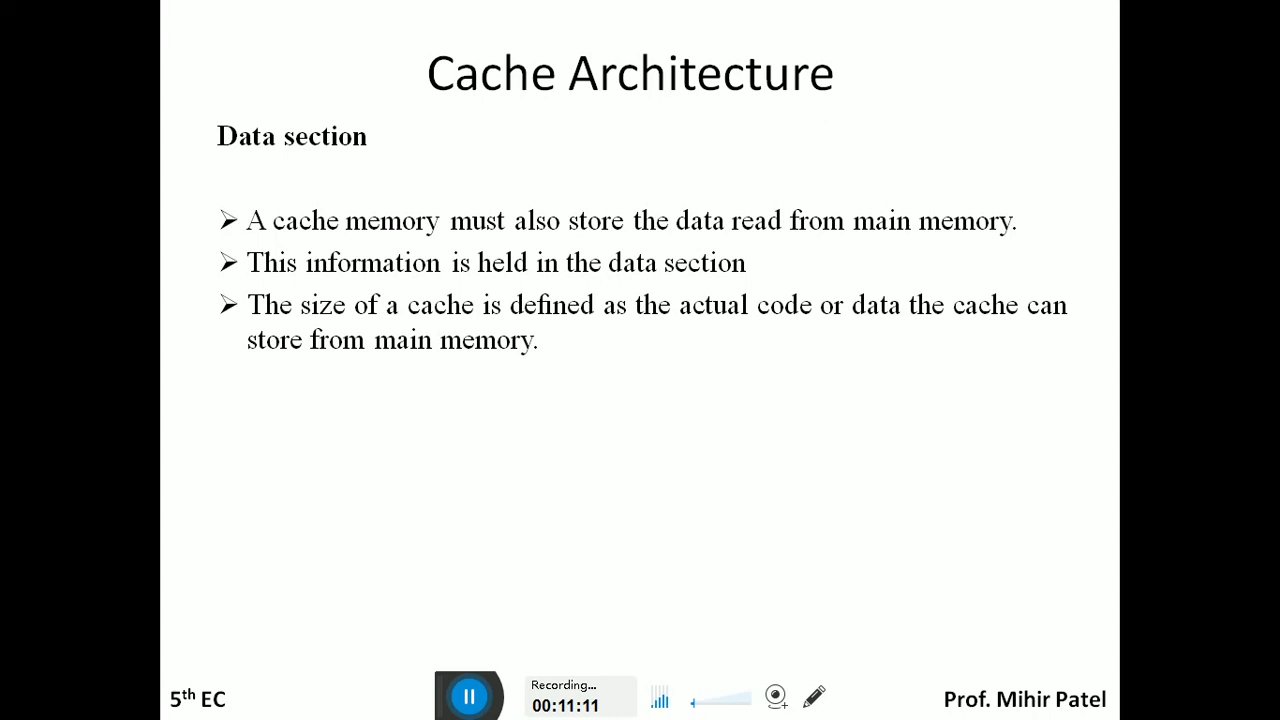 Cache Architecture
Data section
➢ A cache memory must also store the data read from main memory.
➢ This information is held in the data section
➢ The size of a cache is defined as the actual code or data the cache can
store from main memory.
5th EC
Recording...
00:11:11
Prof. Mihir Patel